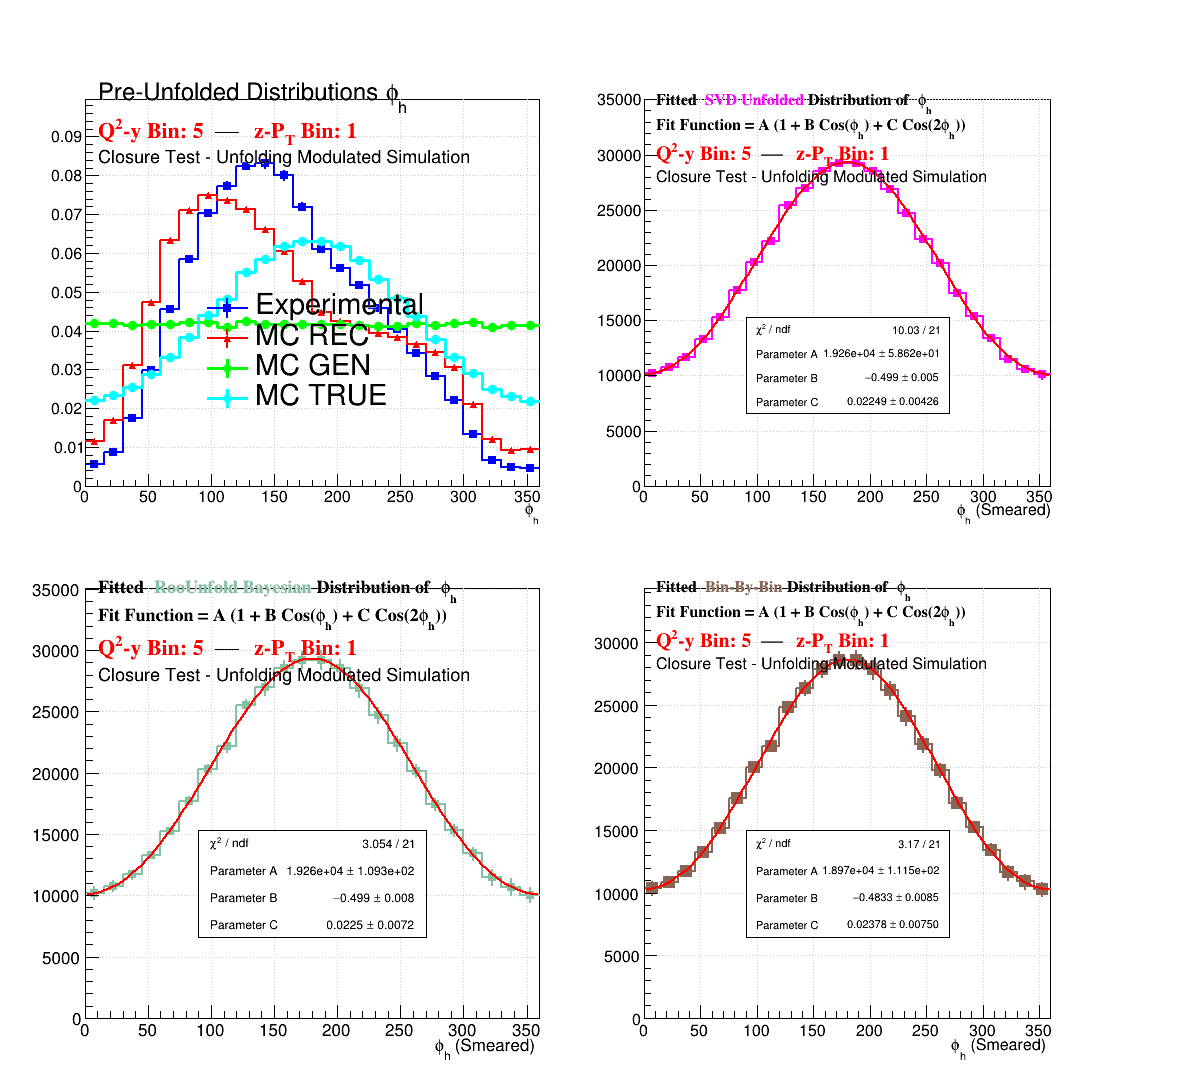 Pre-Unfolded Distributions ϕh
Q²-y Bin: 5 — z-PT Bin: 1
Closure Test - Unfolding Modulated Simulation
0.09
0.08
0.07
0.06
0.05
0.04
0.03
0.02
0.01
0
Experimental
MC REC
MC GEN
MC TRUE
0 50 100 150 200 250 300 350
ϕh
Fitted SVD Unfolded Distribution of ϕh
Fit Function = A (1 + B Cos(ϕh) + C Cos(2ϕh))
Q²-y Bin: 5 — z-PT Bin: 1
Closure Test - Unfolding Modulated Simulation
35000
30000
25000
20000
15000
10000
5000
0
χ² / ndf 10.03 / 21
Parameter A 1.926e+04 ± 5.862e+01
Parameter B −0.499 ± 0.005
Parameter C 0.02249 ± 0.00426
0 50 100 150 200 250 300 350
ϕh (Smeared)
Fitted RooUnfold Bayesian Distribution of ϕh
Fit Function = A (1 + B Cos(ϕh) + C Cos(2ϕh))
Q²-y Bin: 5 — z-PT Bin: 1
Closure Test - Unfolding Modulated Simulation
35000
30000
25000
20000
15000
10000
5000
0
χ² / ndf 3.054 / 21
Parameter A 1.926e+04 ± 1.093e+02
Parameter B −0.499 ± 0.008
Parameter C 0.0225 ± 0.0072
0 50 100 150 200 250 300 350
ϕh (Smeared)
Fitted Bin-By-Bin Distribution of ϕh
Fit Function = A (1 + B Cos(ϕh) + C Cos(2ϕh))
Q²-y Bin: 5 — z-PT Bin: 1
Closure Test - Unfolding Modulated Simulation
30000
25000
20000
15000
10000
5000
0
χ² / ndf 3.17 / 21
Parameter A 1.897e+04 ± 1.115e+02
Parameter B −0.4833 ± 0.0085
Parameter C 0.02378 ± 0.00750
0 50 100 150 200 250 300 350
ϕh (Smeared)